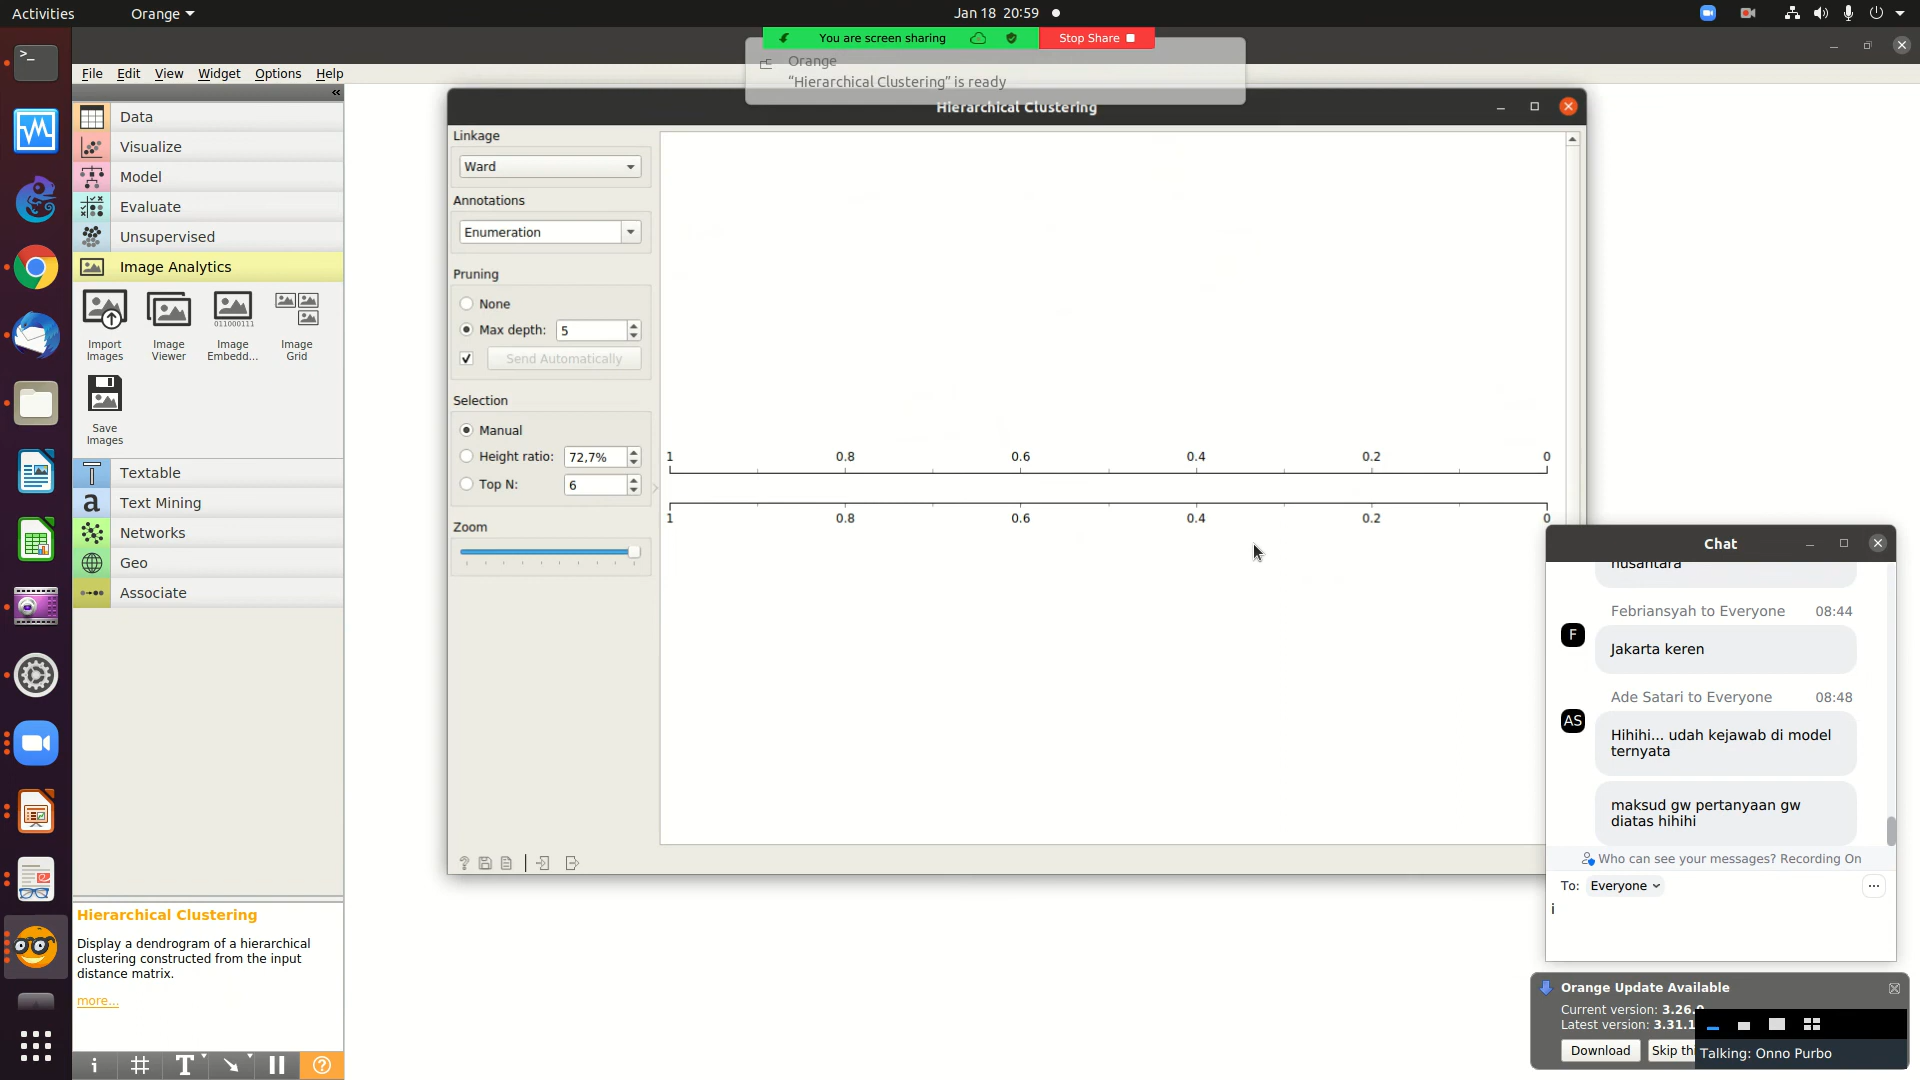 Activities
Orange
Jan 18 20:59
You are screen sharing
Stop Share
Orange
"Hierarchical Clustering" is ready
File Edit View Widget Options Help
Data
Visualize
Model
Evaluate
Unsupervised
Image Analytics
Import Images
Image Viewer
Image Embedd...
Image Grid
Save Images
Textable
Text Mining
Networks
Geo
Associate
Hierarchical Clustering
Display a dendrogram of a hierarchical
clustering constructed from the input
distance matrix.
more...
Hierarchical Clustering
Linkage
Ward
Annotations
Enumeration
Pruning
None
Max depth: 5
Send Automatically
Selection
Manual
Height ratio: 72,7%
Top N: 6
Zoom
1 0.8 0.6 0.4 0.2 0
1 0.8 0.6 0.4 0.2 0
Chat
nusantara
Febriansyah to Everyone 08:44
F
Jakarta keren
Ade Satari to Everyone 08:48
AS
Hihihi... udah kejawab di model
ternyata
maksud gw pertanyaan gw
diatas hihihi
Who can see your messages? Recording On
To: Everyone
i
Orange Update Available
Current version: 3.26.
Latest version: 3.31.1
Download
Skip th
Talking: Onno Purbo